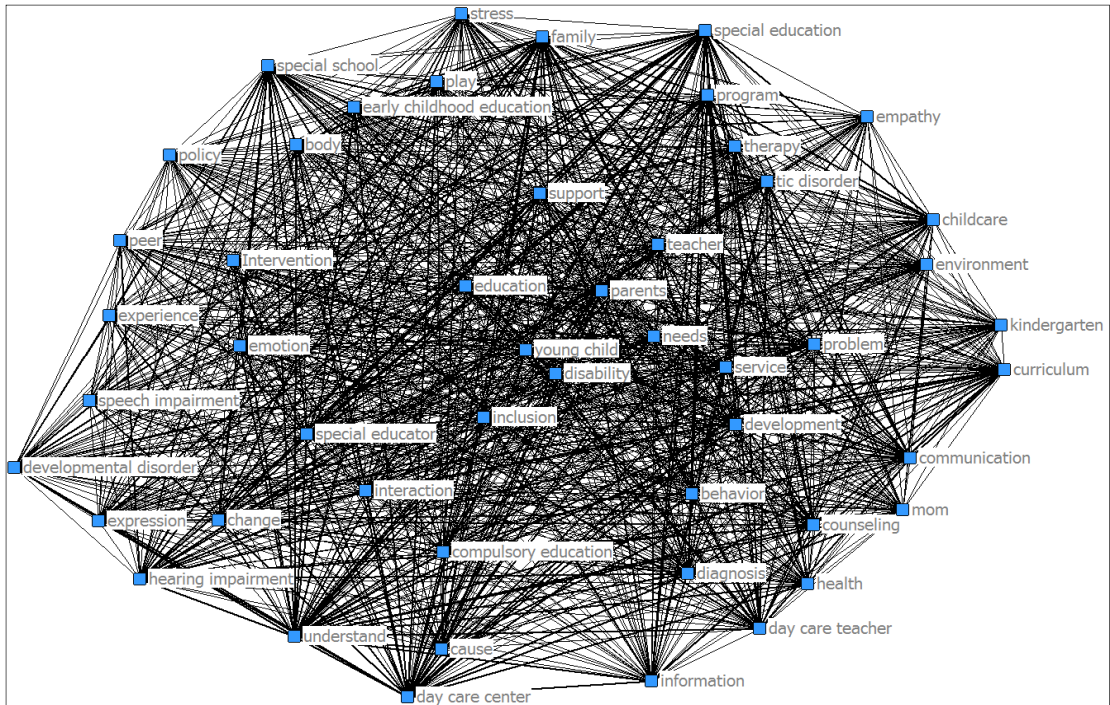 stress
family
special education
special school
play
program
early childhood education
empathy
body
therapy
policy
tic disorder
support
childcare
peer
teacher
Intervention
environment
education
parents
experience
kindergarten
emotion
needs
problem
young child
service
curriculum
disability
speech impairment
inclusion
development
special educator
communication
developmental disorder
interaction
behavior
mom
expression
change
counseling
compulsory education
hearing impairment
diagnosis
health
understand
day care teacher
cause
information
day care center